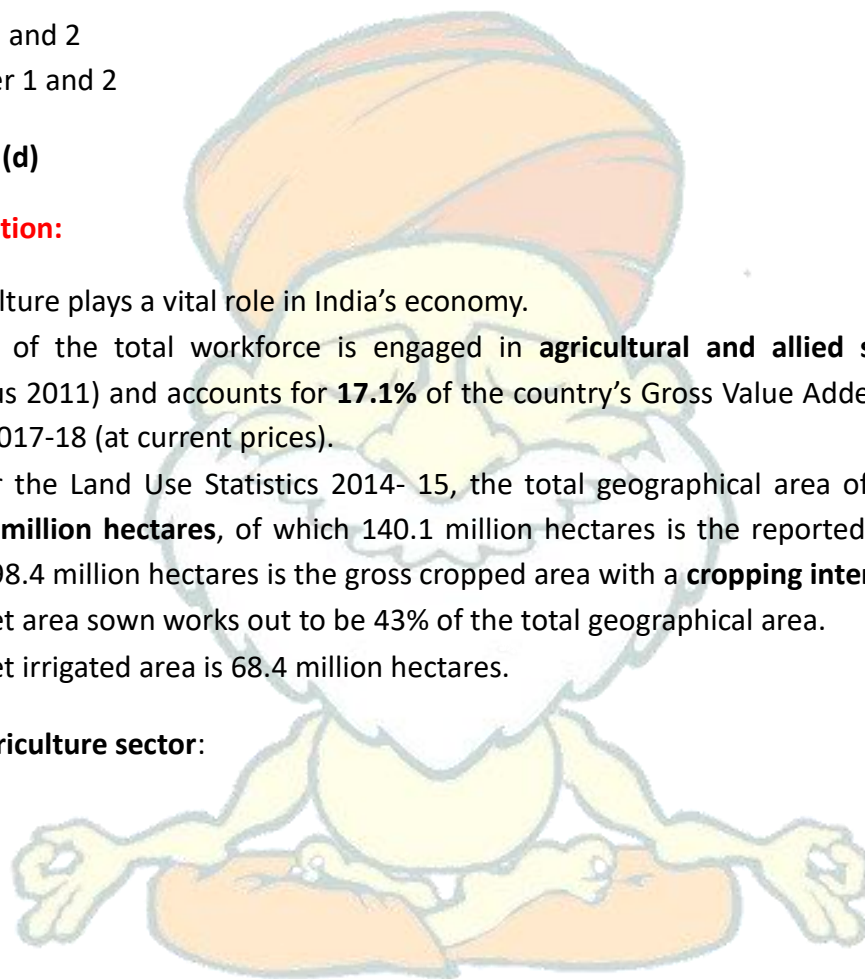 and 2
er 1 and 2
(d)
tion:
lture plays a vital role in India’s economy.
of the total workforce is engaged in agricultural and allied s
us 2011) and accounts for 17.1% of the country’s Gross Value Adde
017-18 (at current prices).
r the Land Use Statistics 2014- 15, the total geographical area of
million hectares, of which 140.1 million hectares is the reported
98.4 million hectares is the gross cropped area with a cropping inter
et area sown works out to be 43% of the total geographical area.
et irrigated area is 68.4 million hectares.
riculture sector: